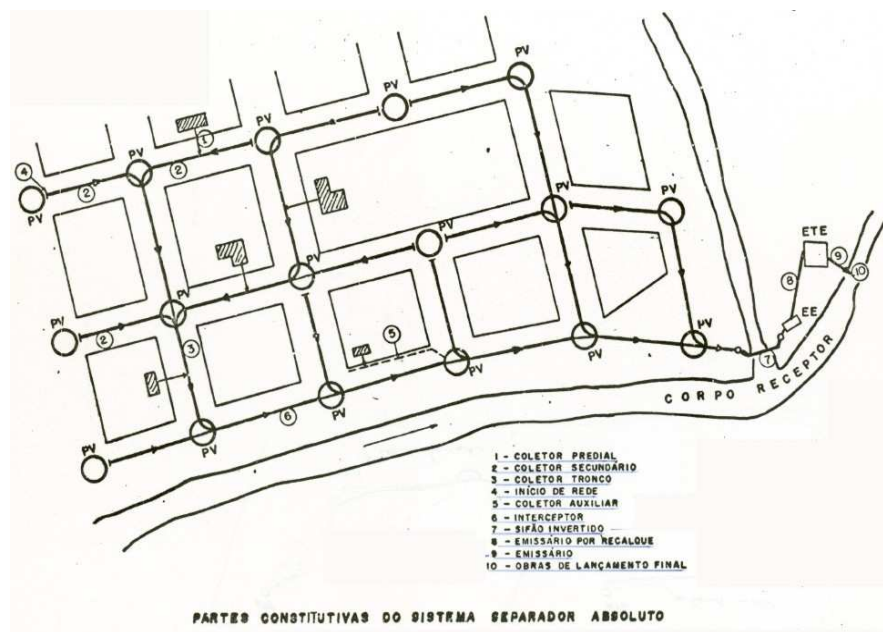 PV
PV
PV
PV
1
4
2
PV
2
PV
PV
PV
ETE
9
8
10
PV
PV
PV
EE
2
3
5
PV
7
CORPO RECEPTOR
PV
PV
6
PV
PV
PV
1 - COLETOR PREDIAL
2 - COLETOR SECUNDÁRIO
3 - COLETOR TRONCO
4 - INÍCIO DE REDE
5 - COLETOR AUXILIAR
6 - INTERCEPTOR
7 - SIFÃO INVERTIDO
8 - EMISSÁRIO POR RECALQUE
9 - EMISSÁRIO
10 - OBRAS DE LANÇAMENTO FINAL
PARTES CONSTITUTIVAS DO SISTEMA SEPARADOR ABSOLUTO